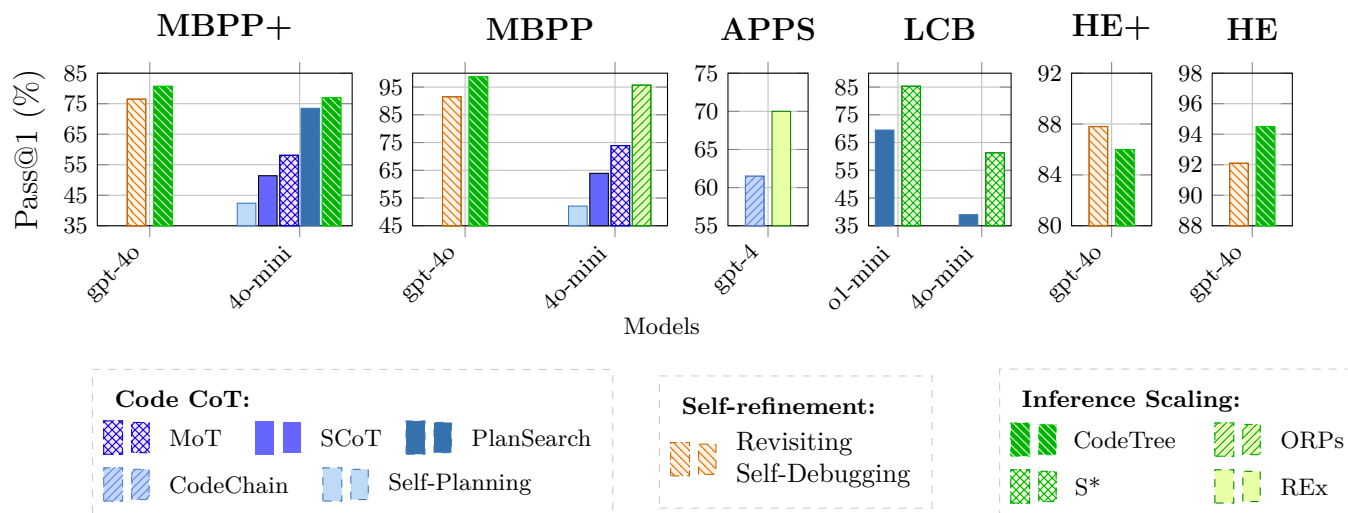 MBPP+ MBPP APPS LCB HE+ HE
Pass@1 (%)
85
75
65
55
45
35
gpt-4o
4o-mini
95
85
75
65
55
45
gpt-4o
4o-mini
75
70
65
60
55
gpt-4
85
75
65
55
45
35
o1-mini
4o-mini
92
88
84
80
gpt-4o
98
96
94
92
90
88
gpt-4o
Models
Code CoT:
MoT SCoT PlanSearch
CodeChain Self-Planning
Self-refinement:
Revisiting
Self-Debugging
Inference Scaling:
CodeTree ORPs
S* REx